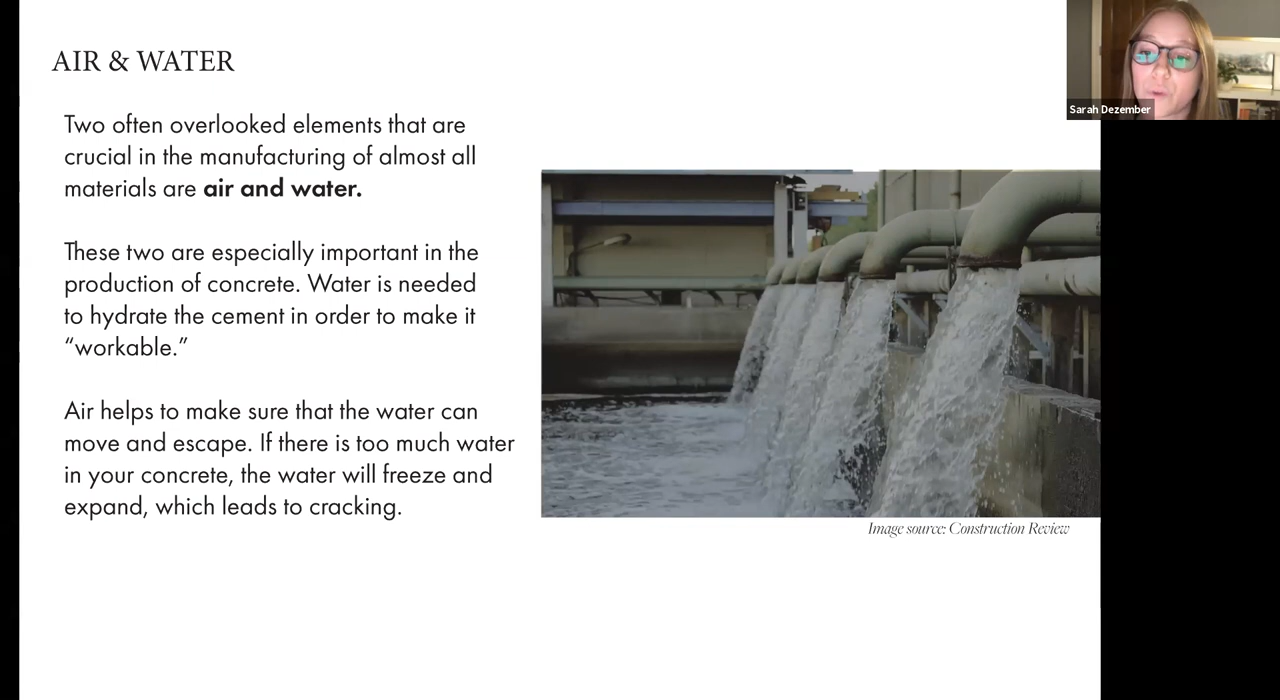 AIR & WATER
Two often overlooked elements that are
crucial in the manufacturing of almost all
materials are air and water.
These two are especially important in the
production of concrete. Water is needed
to hydrate the cement in order to make it
“workable.”
Air helps to make sure that the water can
move and escape. If there is too much water
in your concrete, the water will freeze and
expand, which leads to cracking.
Image source: Construction Review
Sarah Dezember